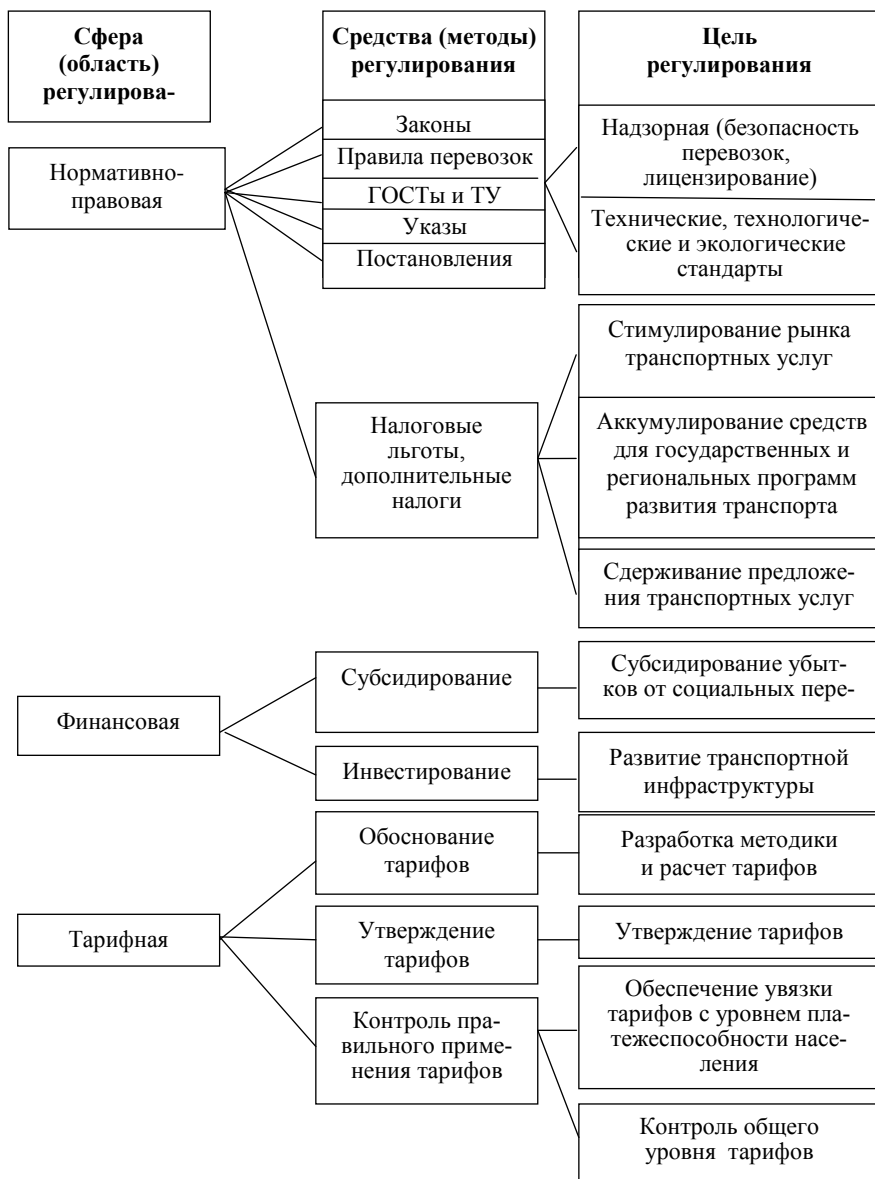 Сфера
(область)
регулирова-
Средства (методы)
регулирования
Цель
регулирования
Нормативно-
правовая
Законы
Правила перевозок
ГОСТы и ТУ
Указы
Постановления
Надзорная (безопасность
перевозок,
лицензирование)
Технические, технологиче-
ские и экологические
стандарты
Налоговые
льготы,
дополнительные
налоги
Стимулирование рынка
транспортных услуг
Аккумулирование средств
для государственных и
региональных программ
развития транспорта
Сдерживание предложе-
ния транспортных услуг
Финансовая
Субсидирование
Субсидирование убыт-
ков от социальных пере-
Инвестирование
Развитие транспортной
инфраструктуры
Тарифная
Обоснование
тарифов
Разработка методики
и расчет тарифов
Утверждение
тарифов
Утверждение тарифов
Контроль пра-
вильного приме-
нения тарифов
Обеспечение увязки
тарифов с уровнем пла-
тежеспособности насе-
ления
Контроль общего
уровня тарифов